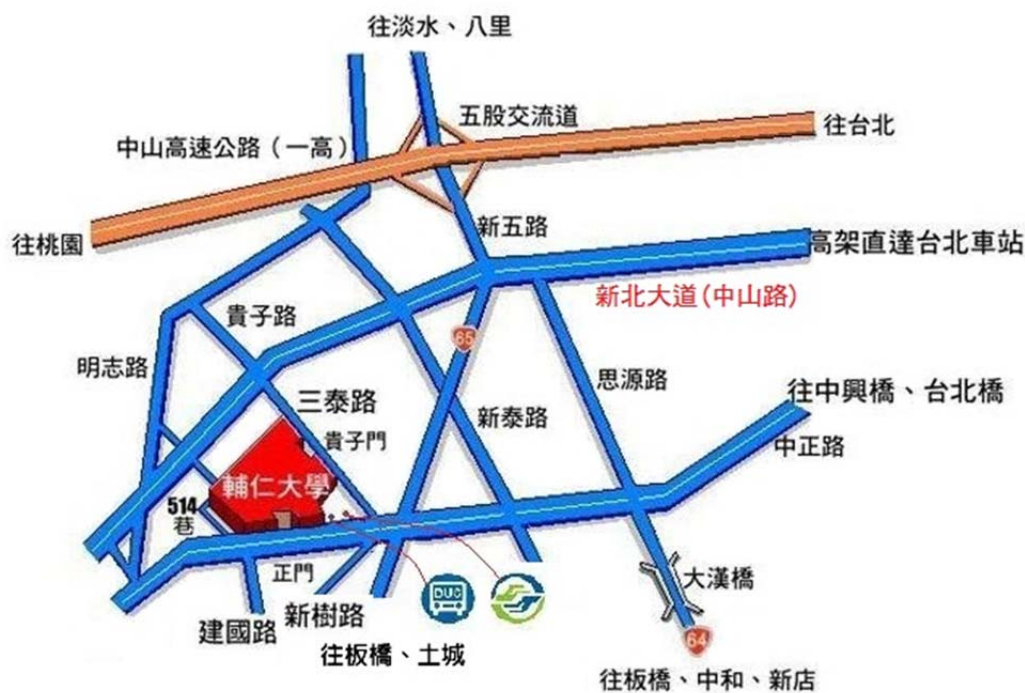 往淡水、八里
五股交流道
往台北
中山高速公路（一高）
往桃園
新五路
高架直達台北車站
新北大道(中山路)
貴子路
65
明志路
三泰路
思源路
往中興橋、台北橋
新泰路
貴子門
中正路
輔仁大學
514
巷
正門
大漢橋
BUS
新樹路
建國路
64
往板橋、土城
往板橋、中和、新店